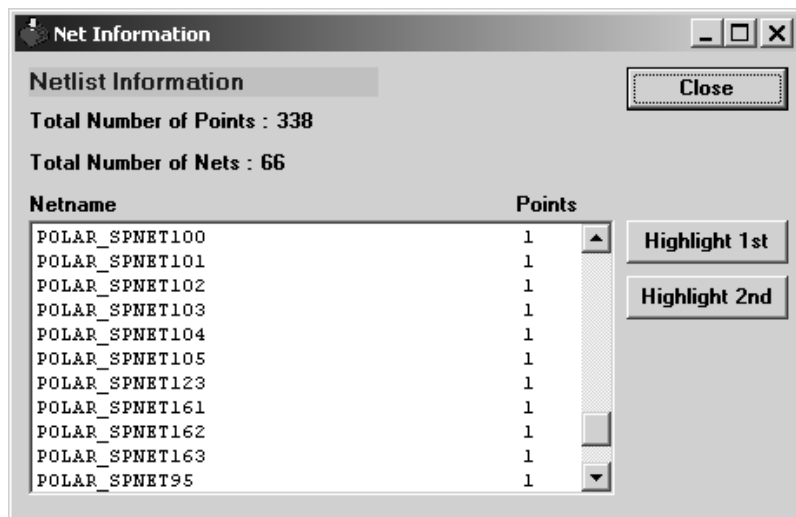 Net Information
Netlist Information
Close
Total Number of Points : 338
Total Number of Nets : 66
Netname Points
POLAR_SPNET100 1
POLAR_SPNET101 1
POLAR_SPNET102 1
POLAR_SPNET103 1
POLAR_SPNET104 1
POLAR_SPNET105 1
POLAR_SPNET123 1
POLAR_SPNET161 1
POLAR_SPNET162 1
POLAR_SPNET163 1
POLAR_SPNET95 1
Highlight 1st
Highlight 2nd